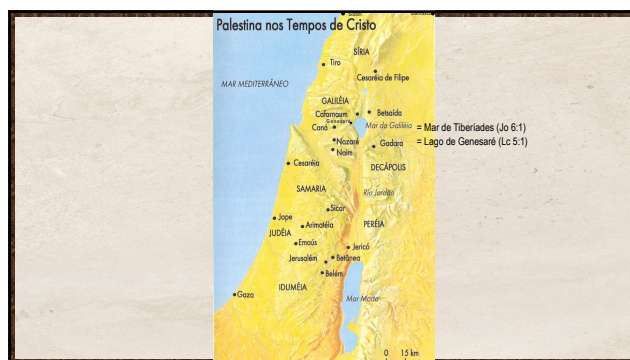 Palestina nos Tempos de Cristo
SÍRIA
Tiro
Cesaréia de Filipe
MAR MEDITERRÂNEO
GALILÉIA
Cafarnaum
Betsaída
Genesaré
Caná
Mar da Galiléia
= Mar de Tiberíades (Jo 6:1)
Nazaré
Gadara
= Lago de Genesaré (Lc 5:1)
Naim
Cesaréia
DECÁPOLIS
SAMARIA
Rio Jordão
Sicar
Jope
Arimatéia
PERÉIA
JUDÉIA
Emaús
Jericó
Jerusalém
Betânea
Belém
IDUMÉIA
Gaza
Mar Morto
0 15 km